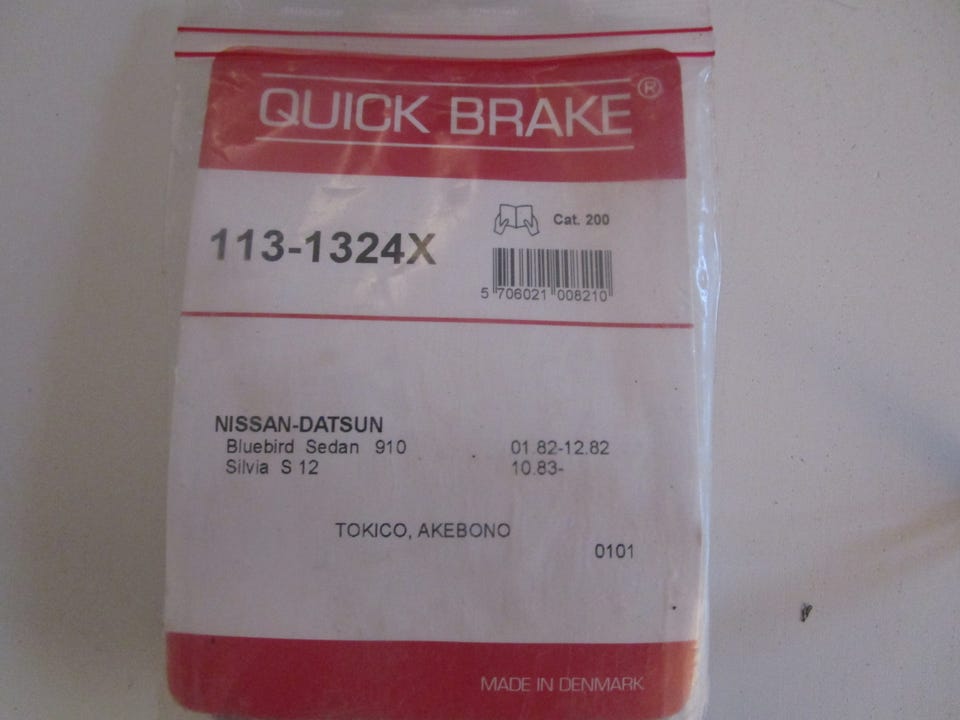 QUICK BRAKE®
Cat. 200
113-1324X
5 706021 008210
NISSAN-DATSUN
Bluebird Sedan 910 01.82-12.82
Silvia S 12 10.83-
TOKICO, AKEBONO
0101
MADE IN DENMARK